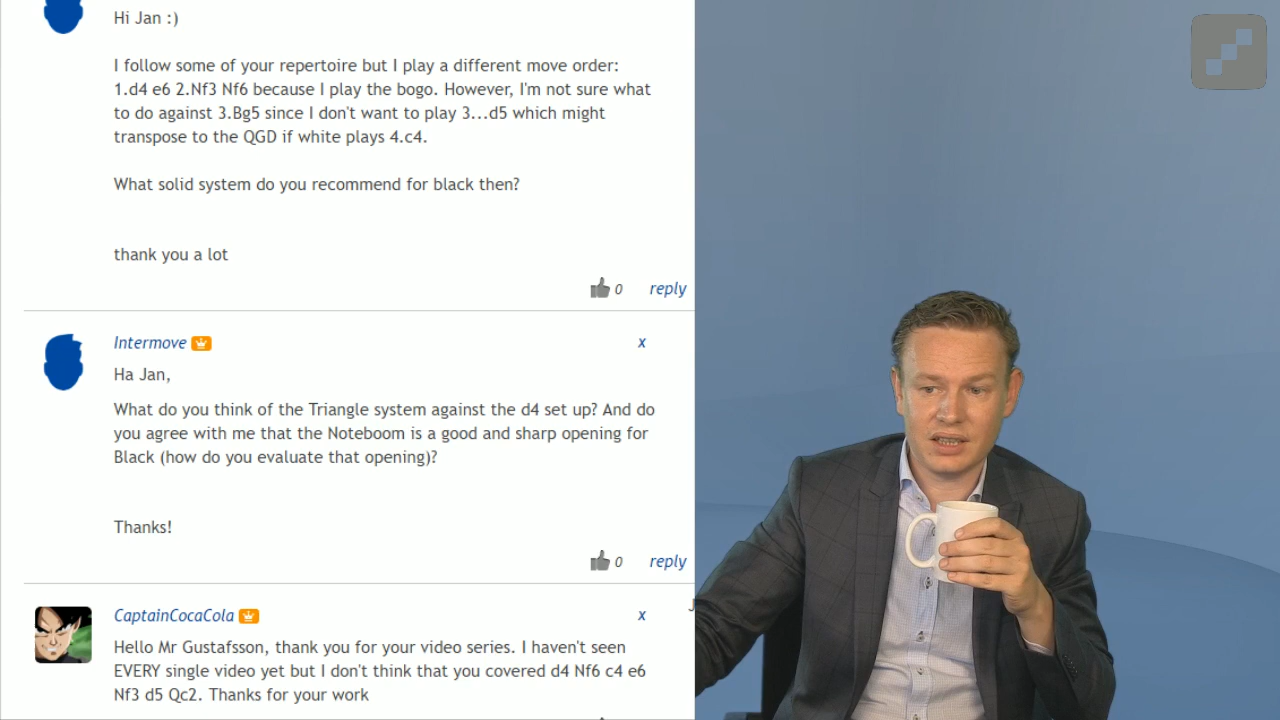 Hi Jan :)
I follow some of your repertoire but I play a different move order:
1.d4 e6 2.Nf3 Nf6 because I play the bogo. However, I'm not sure what
to do against 3.Bg5 since I don't want to play 3...d5 which might
transpose to the QGD if white plays 4.c4.
What solid system do you recommend for black then?
thank you a lot
0 reply
Intermove x
Ha Jan,
What do you think of the Triangle system against the d4 set up? And do
you agree with me that the Noteboom is a good and sharp opening for
Black (how do you evaluate that opening)?
Thanks!
0 reply
CaptainCocaCola x
Hello Mr Gustafsson, thank you for your video series. I haven't seen
EVERY single video yet but I don't think that you covered d4 Nf6 c4 e6
Nf3 d5 Qc2. Thanks for your work